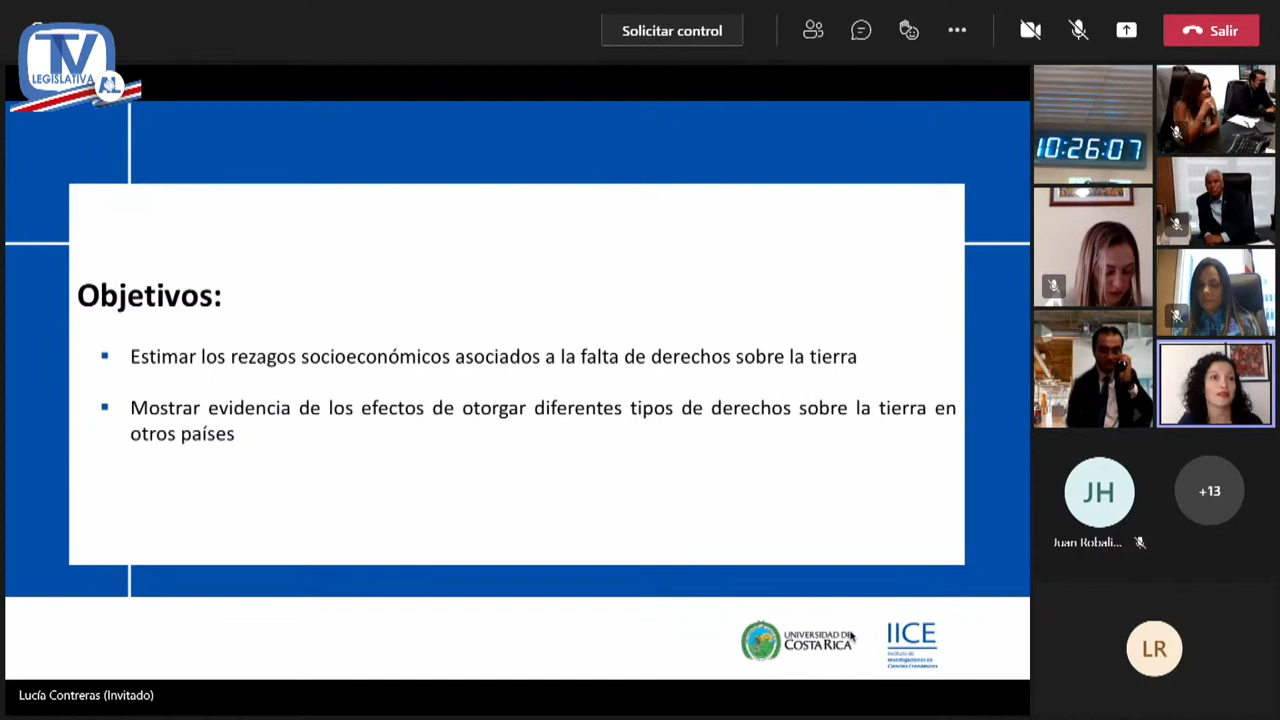 Solicitar control
Salir
TV
LEGISLATIVA
AL
10:26:07
Objetivos:
Estimar los rezagos socioeconómicos asociados a la falta de derechos sobre la tierra
Mostrar evidencia de los efectos de otorgar diferentes tipos de derechos sobre la tierra en
otros países
JH
+13
Juan Robali...
LR
UNIVERSIDAD DE
COSTA RICA
IICE
Instituto de
Investigaciones en
Ciencias Económicas
Lucía Contreras (Invitado)